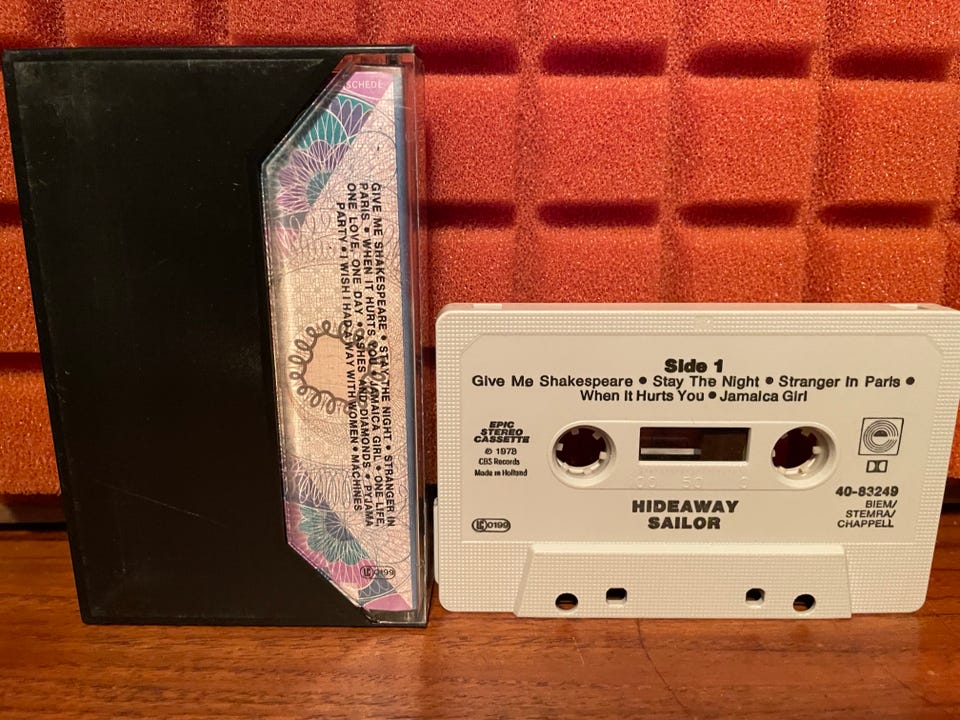 SCHEDE
GIVE ME SHAKESPEARE • STAY THE NIGHT • STRANGER IN
PARIS • WHEN IT HURTS YOU • JAMAICA GIRL • ONE LIFE,
ONE LOVE, ONE DAY • ASHES AND DIAMONDS • PYJAMA
PARTY • I WISH I HAD A WAY WITH WOMEN • MACHINES
LC 0199
Side 1
Give Me Shakespeare • Stay The Night • Stranger In Paris •
When It Hurts You • Jamaica Girl
EPIC
STEREO
CASSETTE
℗ 1978
CBS Records
Made in Holland
00 50 0
40-83249
BIEM/
STEMRA/
CHAPPELL
HIDEAWAY
SAILOR
LC 0199